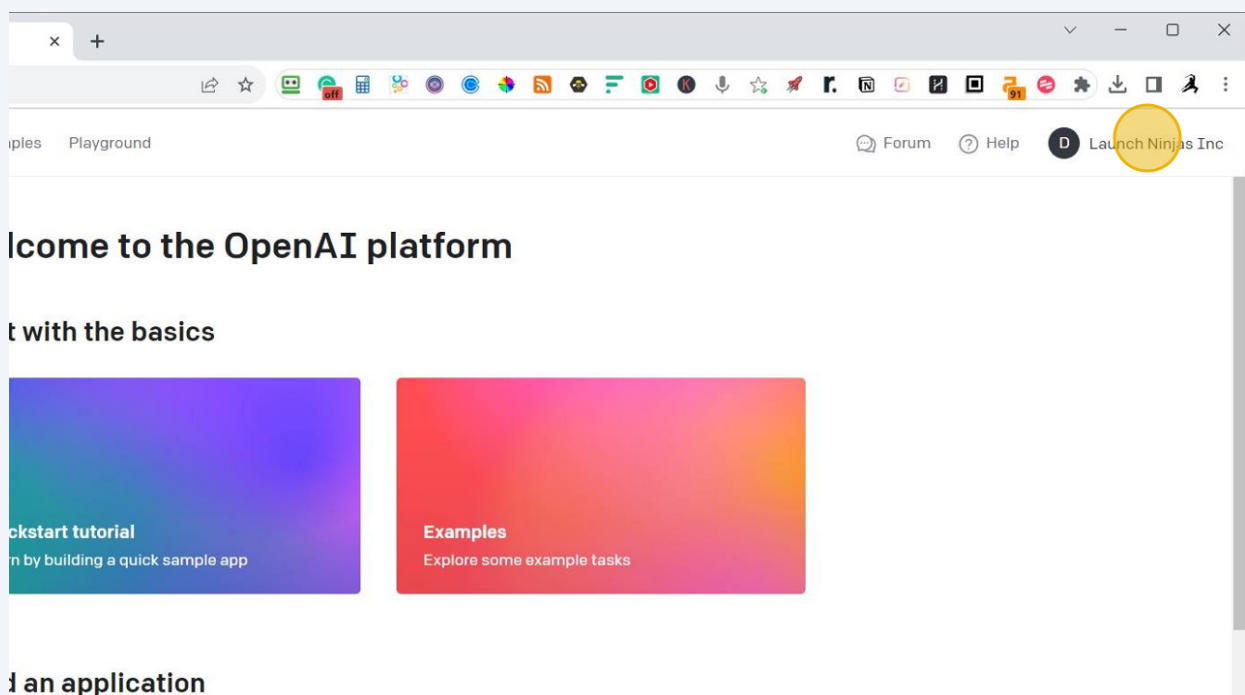 off
91
Playground
Forum
Help
D
Launch Ninjas Inc
lcome to the OpenAI platform
t with the basics
ckstart tutorial
n by building a quick sample app
Examples
Explore some example tasks
d an application